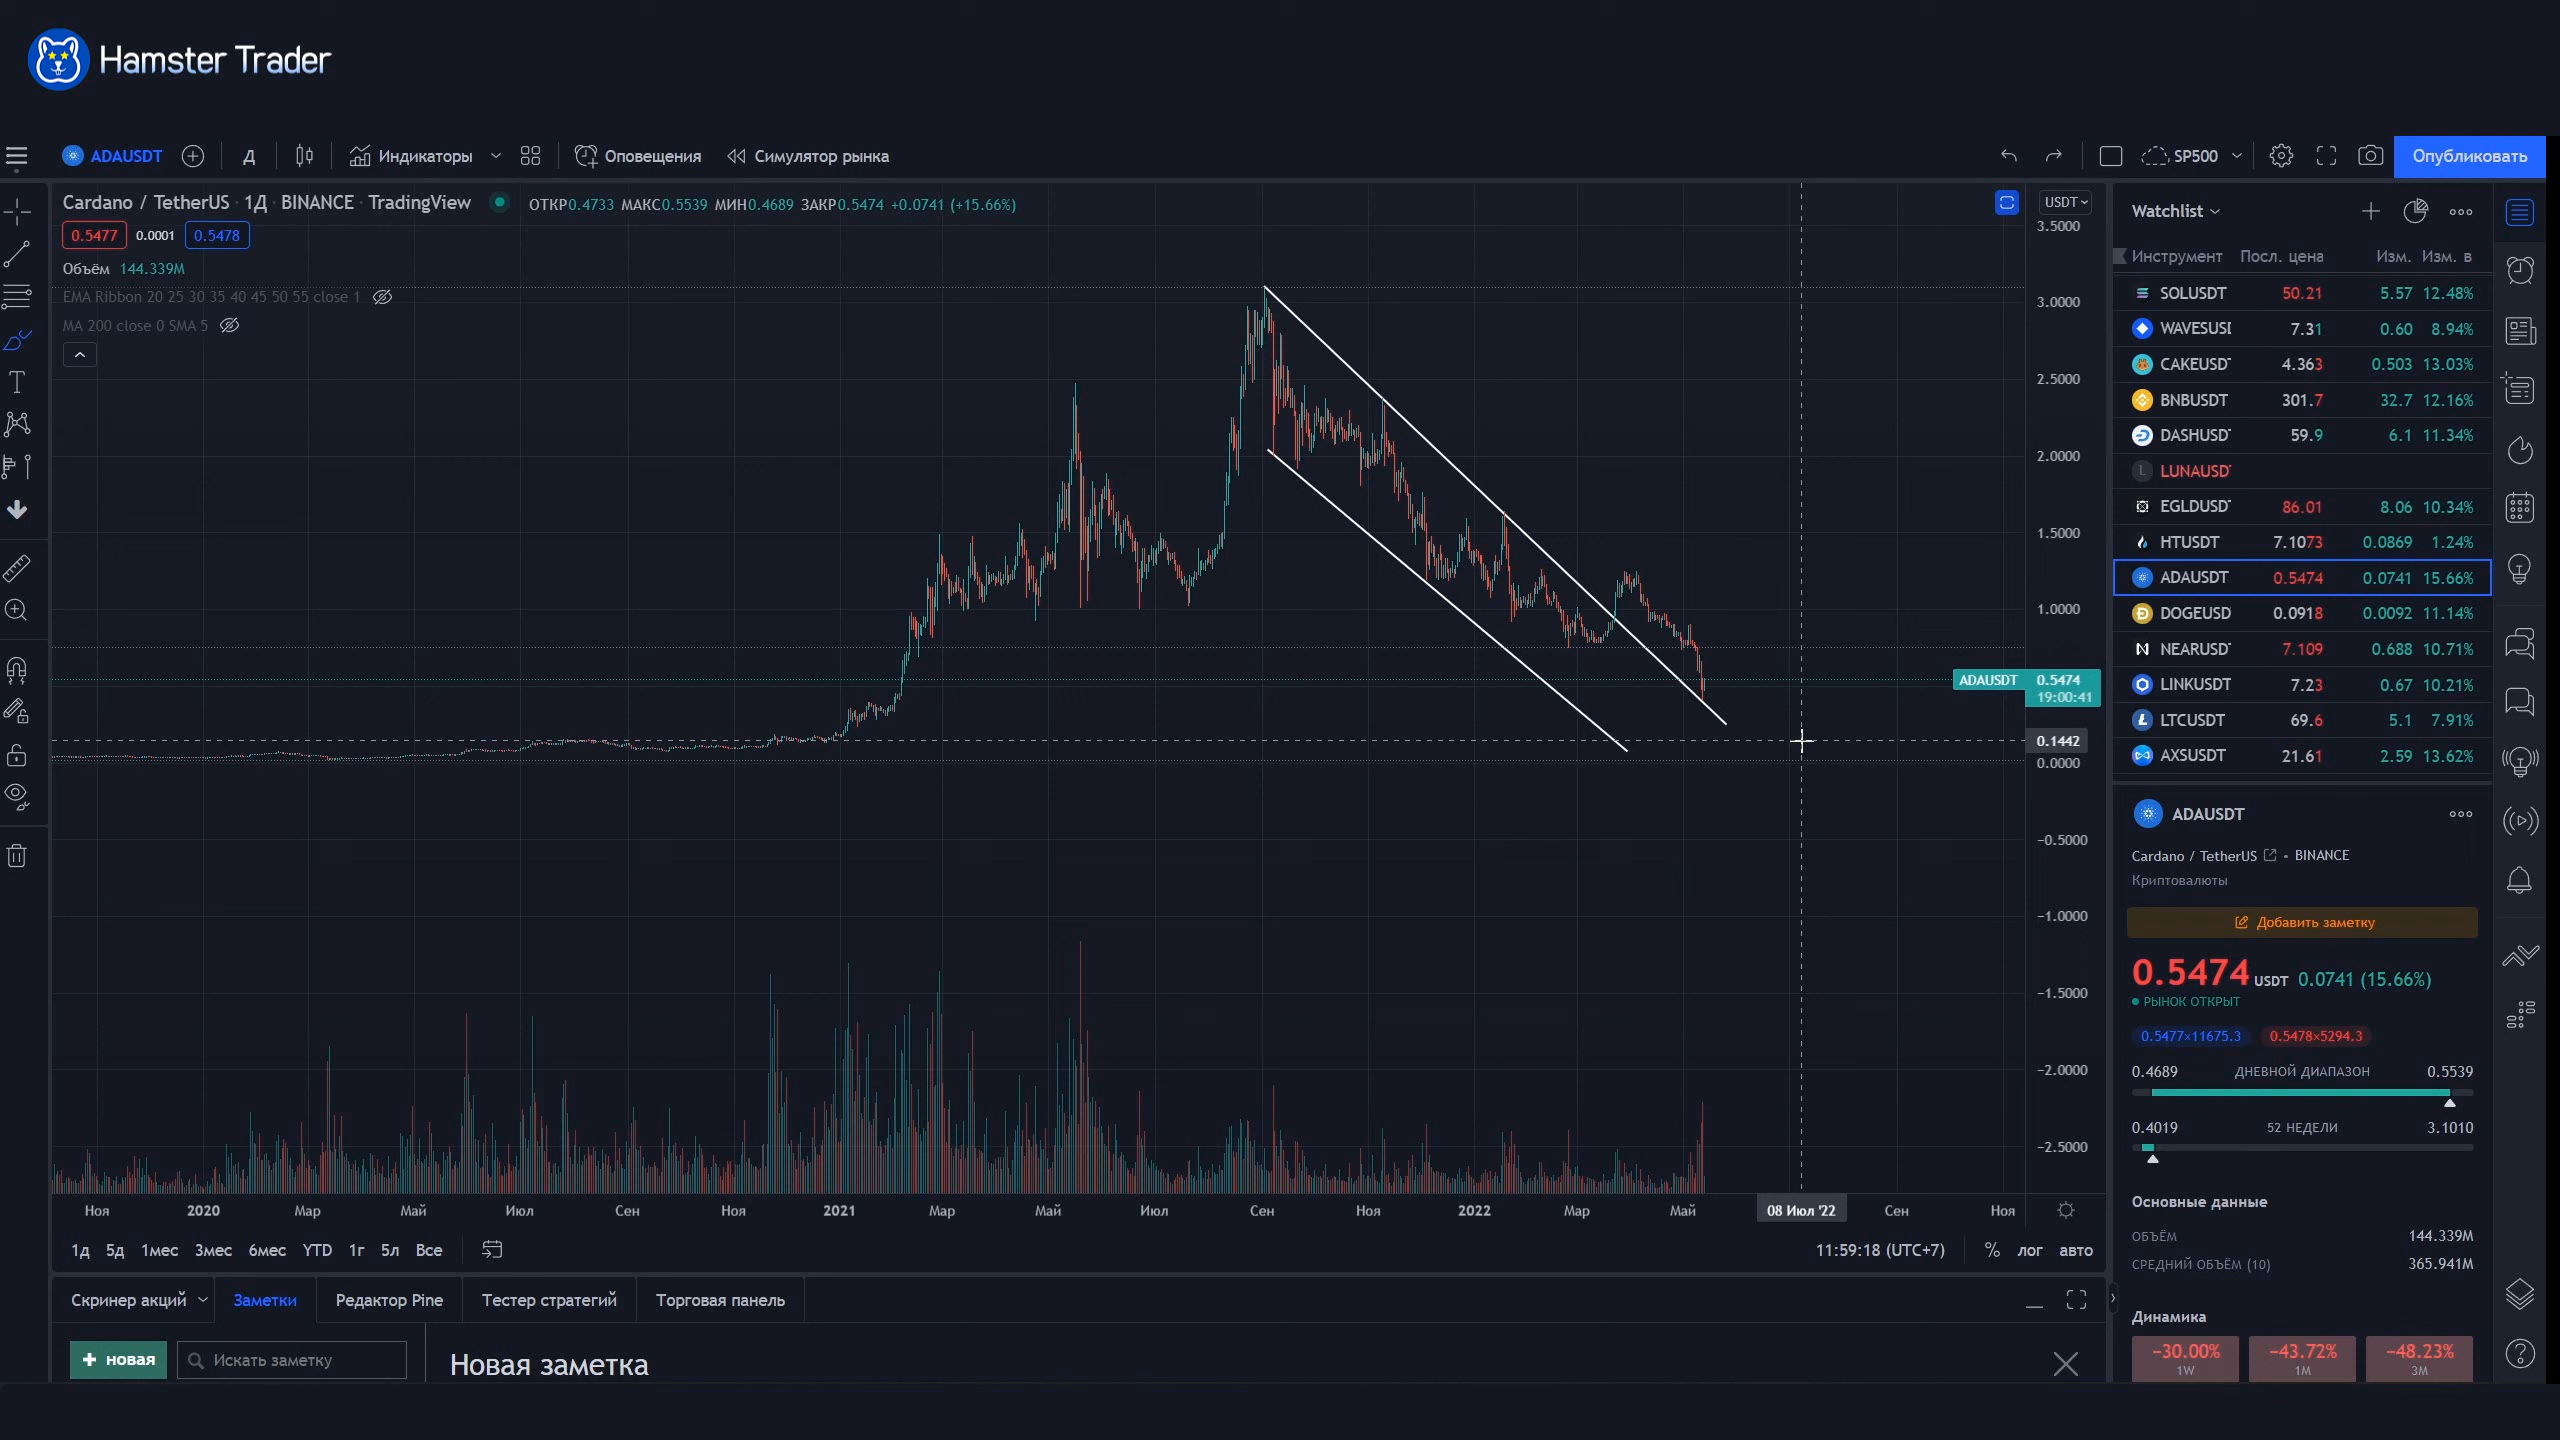 Hamster Trader
ADAUSDT Д Индикаторы Оповещения Симулятор рынка SP500 Опубликовать
Cardano / TetherUS · 1Д · BINANCE · TradingView ОТКР0.4733 МАКС0.5539 МИН0.4689 ЗАКР0.5474 +0.0741 (+15.66%)
0.5477 0.0001 0.5478
Объём 144.339M
EMA Ribbon 20 25 30 35 40 45 50 55 close 1
MA 200 close 0 SMA 5
USDT
3.5000
3.0000
2.5000
2.0000
1.5000
1.0000
ADAUSDT 0.5474
19:00:41
0.1442
0.0000
-0.5000
-1.0000
-1.5000
-2.0000
-2.5000
Ноя 2020 Мар Май Июл Сен Ноя 2021 Мар Май Июл Сен Ноя 2022 Мар Май 08 Июл '22 Сен Ноя
1д 5д 1мес 3мес 6мес YTD 1г 5л Все 11:59:18 (UTC+7) % лог авто
Скринер акций Заметки Редактор Pine Тестер стратегий Торговая панель
+ новая Искать заметку Новая заметка
Watchlist
Инструмент Посл. цена Изм. Изм. в
SOLUSDT 50.21 5.57 12.48%
WAVESUSI 7.31 0.60 8.94%
CAKEUSD 4.363 0.503 13.03%
BNBUSDT 301.7 32.7 12.16%
DASHUSD 59.9 6.1 11.34%
L LUNAUSD
EGLDUSD 86.01 8.06 10.34%
HTUSDT 7.1073 0.0869 1.24%
ADAUSDT 0.5474 0.0741 15.66%
DOGEUSD 0.0918 0.0092 11.14%
NEARUSD 7.109 0.688 10.71%
LINKUSDT 7.23 0.67 10.21%
LTCUSDT 69.6 5.1 7.91%
AXSUSDT 21.61 2.59 13.62%
ADAUSDT
Cardano / TetherUS • BINANCE
Криптовалюты
Добавить заметку
0.5474 USDT 0.0741 (15.66%)
РЫНОК ОТКРЫТ
0.5477×11675.3 0.5478×5294.3
0.4689 ДНЕВНОЙ ДИАПАЗОН 0.5539
0.4019 52 НЕДЕЛИ 3.1010
Основные данные
ОБЪЁМ 144.339M
СРЕДНИЙ ОБЪЁМ (10) 365.941M
Динамика
-30.00% -43.72% -48.23%
1W 1M 3M